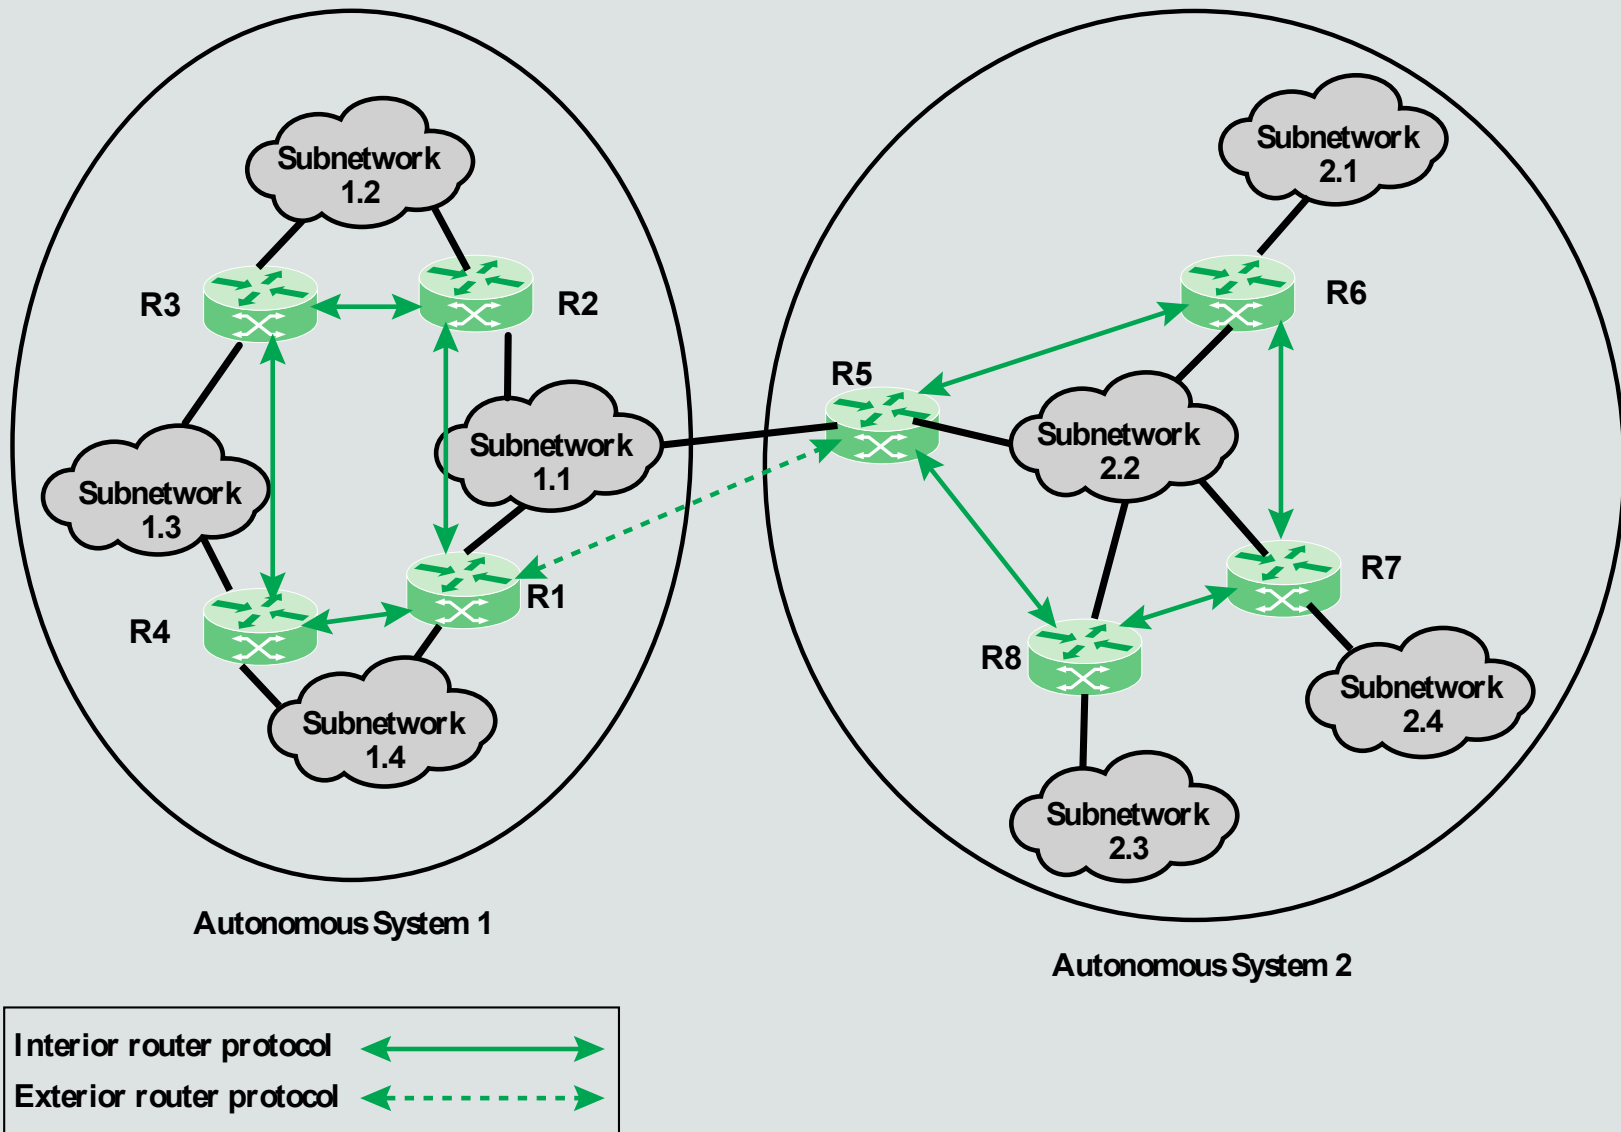 Subnetwork
1.2
Subnetwork
2.1
R3
R2
R6
R5
Subnetwork
1.1
Subnetwork
2.2
Subnetwork
1.3
R1
R7
R4
R8
Subnetwork
1.4
Subnetwork
2.4
Subnetwork
2.3
Autonomous System 1
Autonomous System 2
Interior router protocol
Exterior router protocol